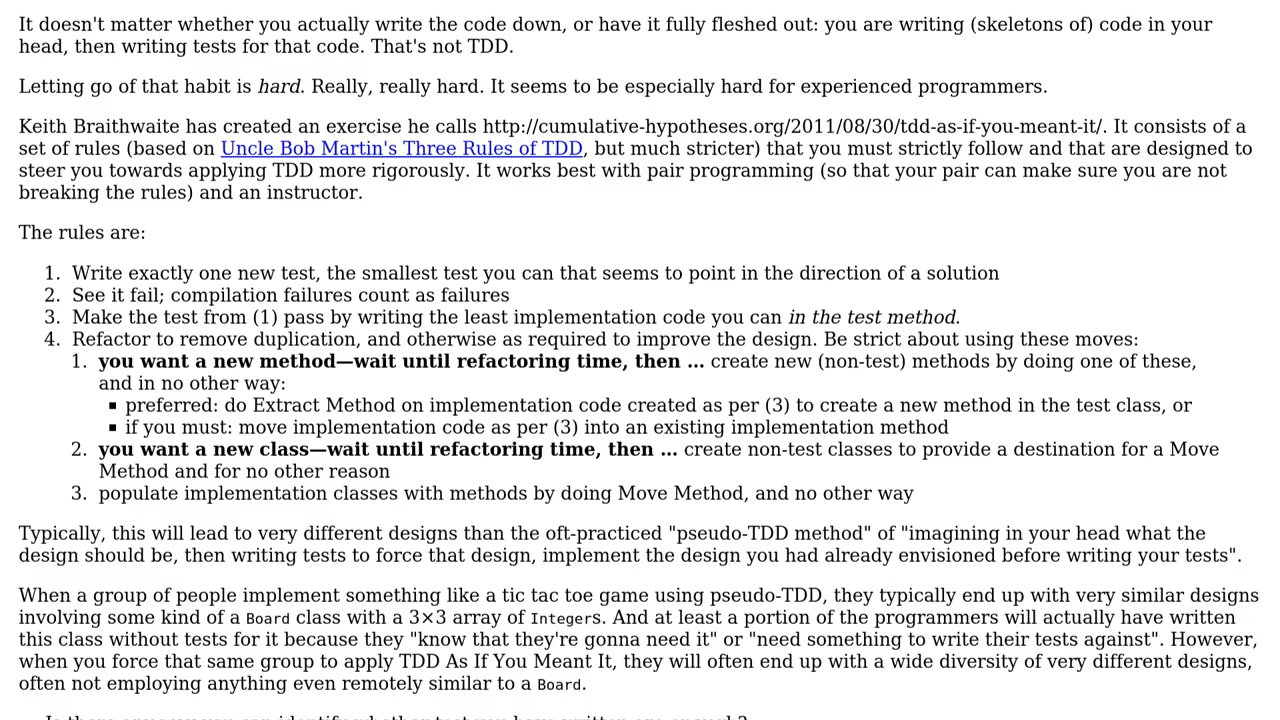 It doesn't matter whether you actually write the code down, or have it fully fleshed out: you are writing (skeletons of) code in your
head, then writing tests for that code. That's not TDD.
Letting go of that habit is hard. Really, really hard. It seems to be especially hard for experienced programmers.
Keith Braithwaite has created an exercise he calls http://cumulative-hypotheses.org/2011/08/30/tdd-as-if-you-meant-it/. It consists of a
set of rules (based on Uncle Bob Martin's Three Rules of TDD, but much stricter) that you must strictly follow and that are designed to
steer you towards applying TDD more rigorously. It works best with pair programming (so that your pair can make sure you are not
breaking the rules) and an instructor.
The rules are:
1. Write exactly one new test, the smallest test you can that seems to point in the direction of a solution
2. See it fail; compilation failures count as failures
3. Make the test from (1) pass by writing the least implementation code you can in the test method.
4. Refactor to remove duplication, and otherwise as required to improve the design. Be strict about using these moves:
1. you want a new method—wait until refactoring time, then … create new (non-test) methods by doing one of these,
and in no other way:
▪ preferred: do Extract Method on implementation code created as per (3) to create a new method in the test class, or
▪ if you must: move implementation code as per (3) into an existing implementation method
2. you want a new class—wait until refactoring time, then … create non-test classes to provide a destination for a Move
Method and for no other reason
3. populate implementation classes with methods by doing Move Method, and no other way
Typically, this will lead to very different designs than the oft-practiced "pseudo-TDD method" of "imagining in your head what the
design should be, then writing tests to force that design, implement the design you had already envisioned before writing your tests".
When a group of people implement something like a tic tac toe game using pseudo-TDD, they typically end up with very similar designs
involving some kind of a Board class with a 3×3 array of Integers. And at least a portion of the programmers will actually have written
this class without tests for it because they "know that they're gonna need it" or "need something to write their tests against". However,
when you force that same group to apply TDD As If You Meant It, they will often end up with a wide diversity of very different designs,
often not employing anything even remotely similar to a Board.